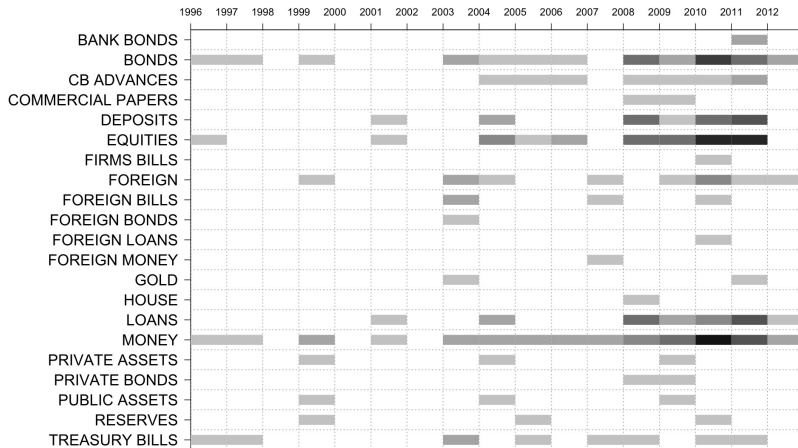 1996 1997 1998 1999 2000 2001 2002 2003 2004 2005 2006 2007 2008 2009 2010 2011 2012
BANK BONDS
BONDS
CB ADVANCES
COMMERCIAL PAPERS
DEPOSITS
EQUITIES
FIRMS BILLS
FOREIGN
FOREIGN BILLS
FOREIGN BONDS
FOREIGN LOANS
FOREIGN MONEY
GOLD
HOUSE
LOANS
MONEY
PRIVATE ASSETS
PRIVATE BONDS
PUBLIC ASSETS
RESERVES
TREASURY BILLS